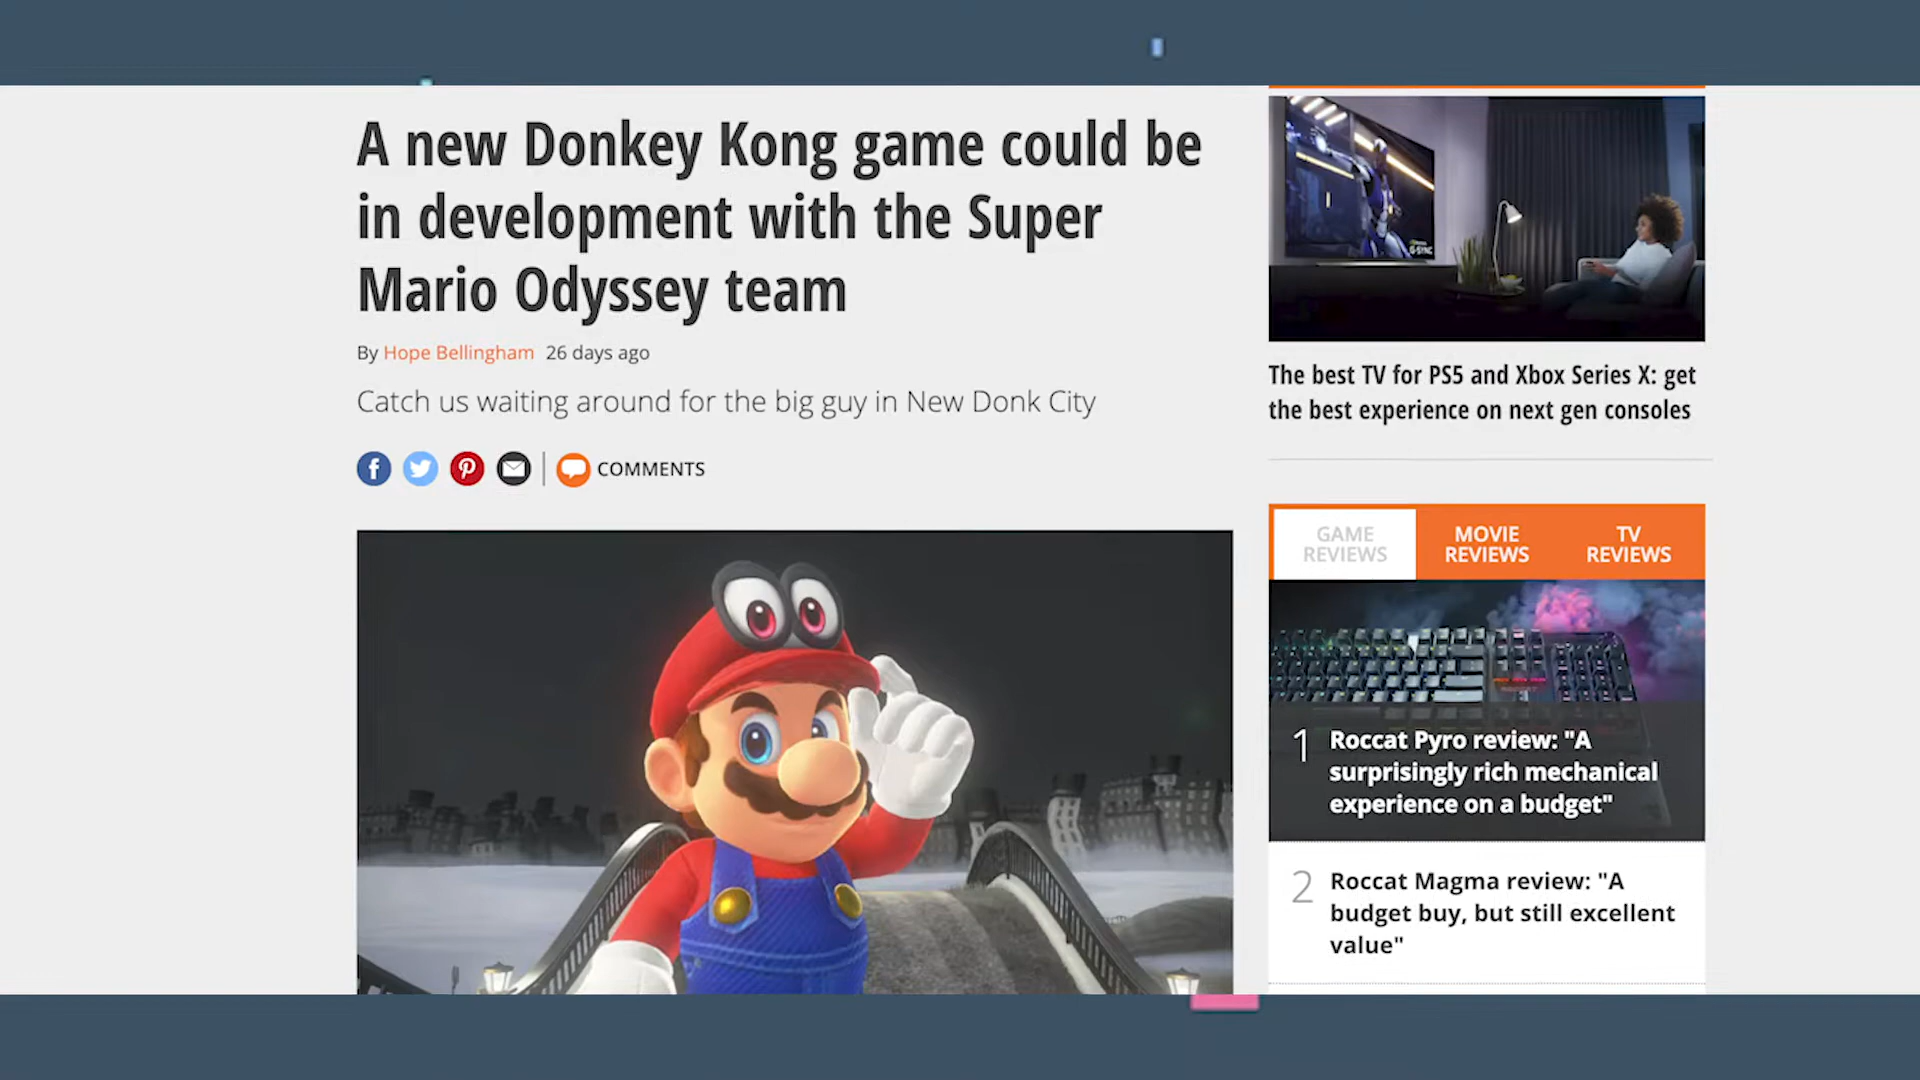 A new Donkey Kong game could be
in development with the Super
Mario Odyssey team
By Hope Bellingham 26 days ago
Catch us waiting around for the big guy in New Donk City
COMMENTS
The best TV for PS5 and Xbox Series X: get
the best experience on next gen consoles
GAME
REVIEWS
MOVIE
REVIEWS
TV
REVIEWS
1
Roccat Pyro review: "A
surprisingly rich mechanical
experience on a budget"
2
Roccat Magma review: "A
budget buy, but still excellent
value"